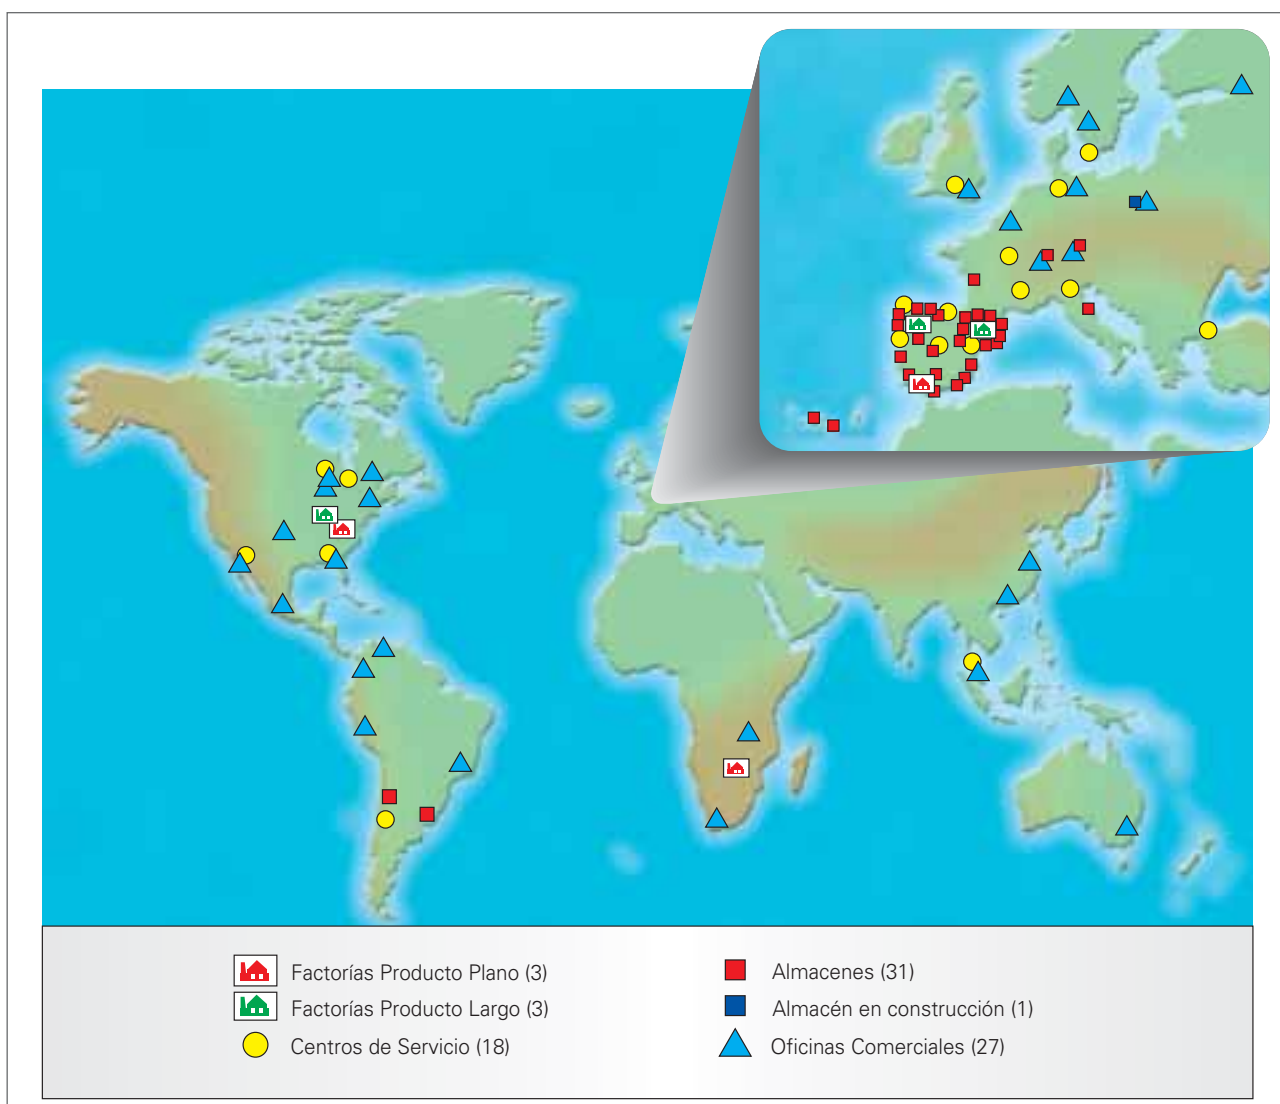 Factorías Producto Plano (3)
Factorías Producto Largo (3)
Centros de Servicio (18)
Almacenes (31)
Almacén en construcción (1)
Oficinas Comerciales (27)